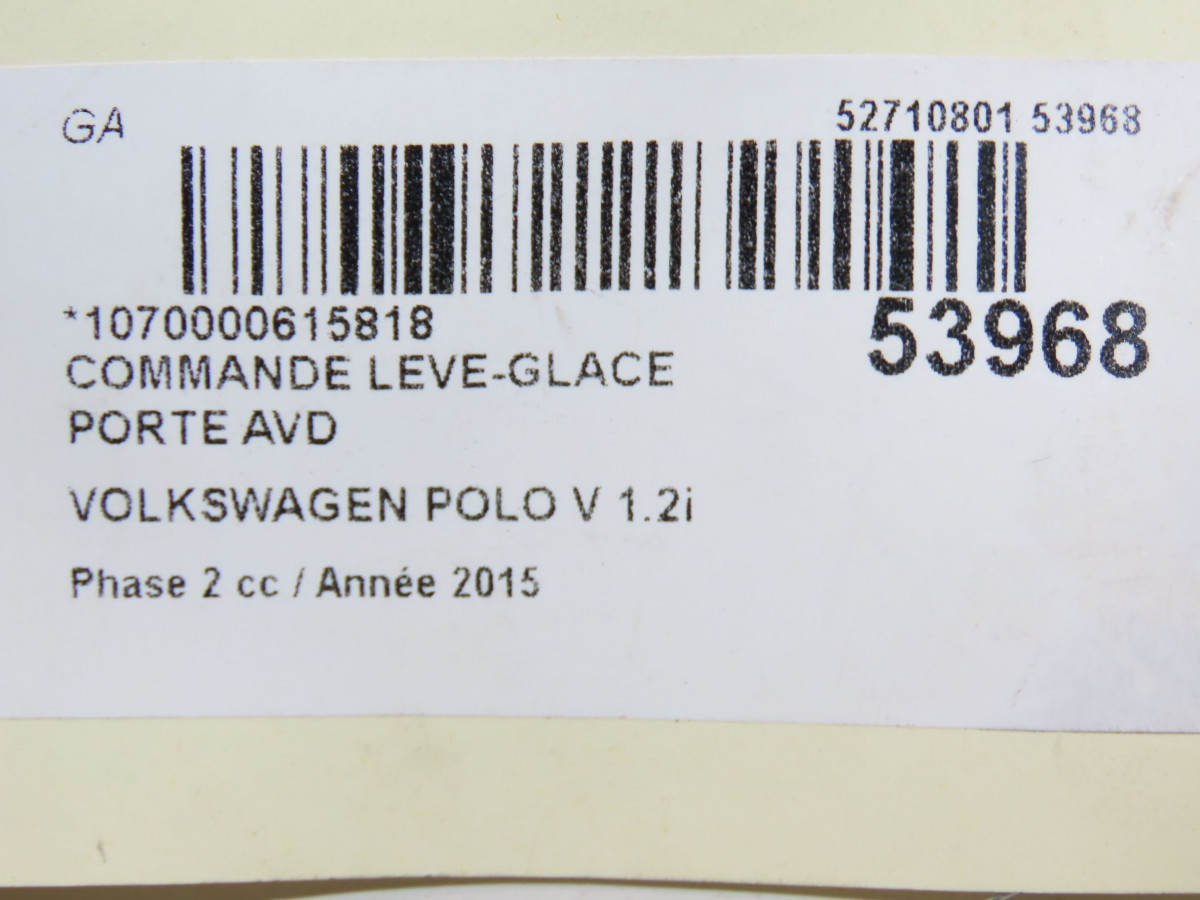 GA
52710801 53968
*1070000615818
53968
COMMANDE LEVE-GLACE
PORTE AVD
VOLKSWAGEN POLO V 1.2i
Phase 2 cc / Année 2015